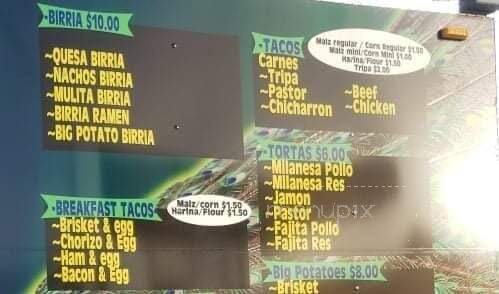 -BIRRIA $10.00
~QUESA BIRRIA
~NACHOS BIRRIA
~MULITA BIRRIA
~BIRRIA RAMEN
~BIG POTATO BIRRIA
-TACOS
Maiz regular / Corn Regular $1.50
Maiz mini/Corn Mini $1.00
Harina/Flour $1.50
Tripa $2.00
Carnes
~Tripa
~Pastor
~Chicharron
~Beef
~Chicken
-BREAKFAST TACOS
Maiz/corn $1.50
Harina/Flour $1.50
~Brisket & egg
~Chorizo & Egg
~Ham & egg
~Bacon & Egg
-TORTAS $6.00
~Milanesa Pollo
~Milanesa Res
~Jamon
~Pastor
~Fajita Pollo
~Fajita Res
-Big Potatoes $8.00
~Brisket